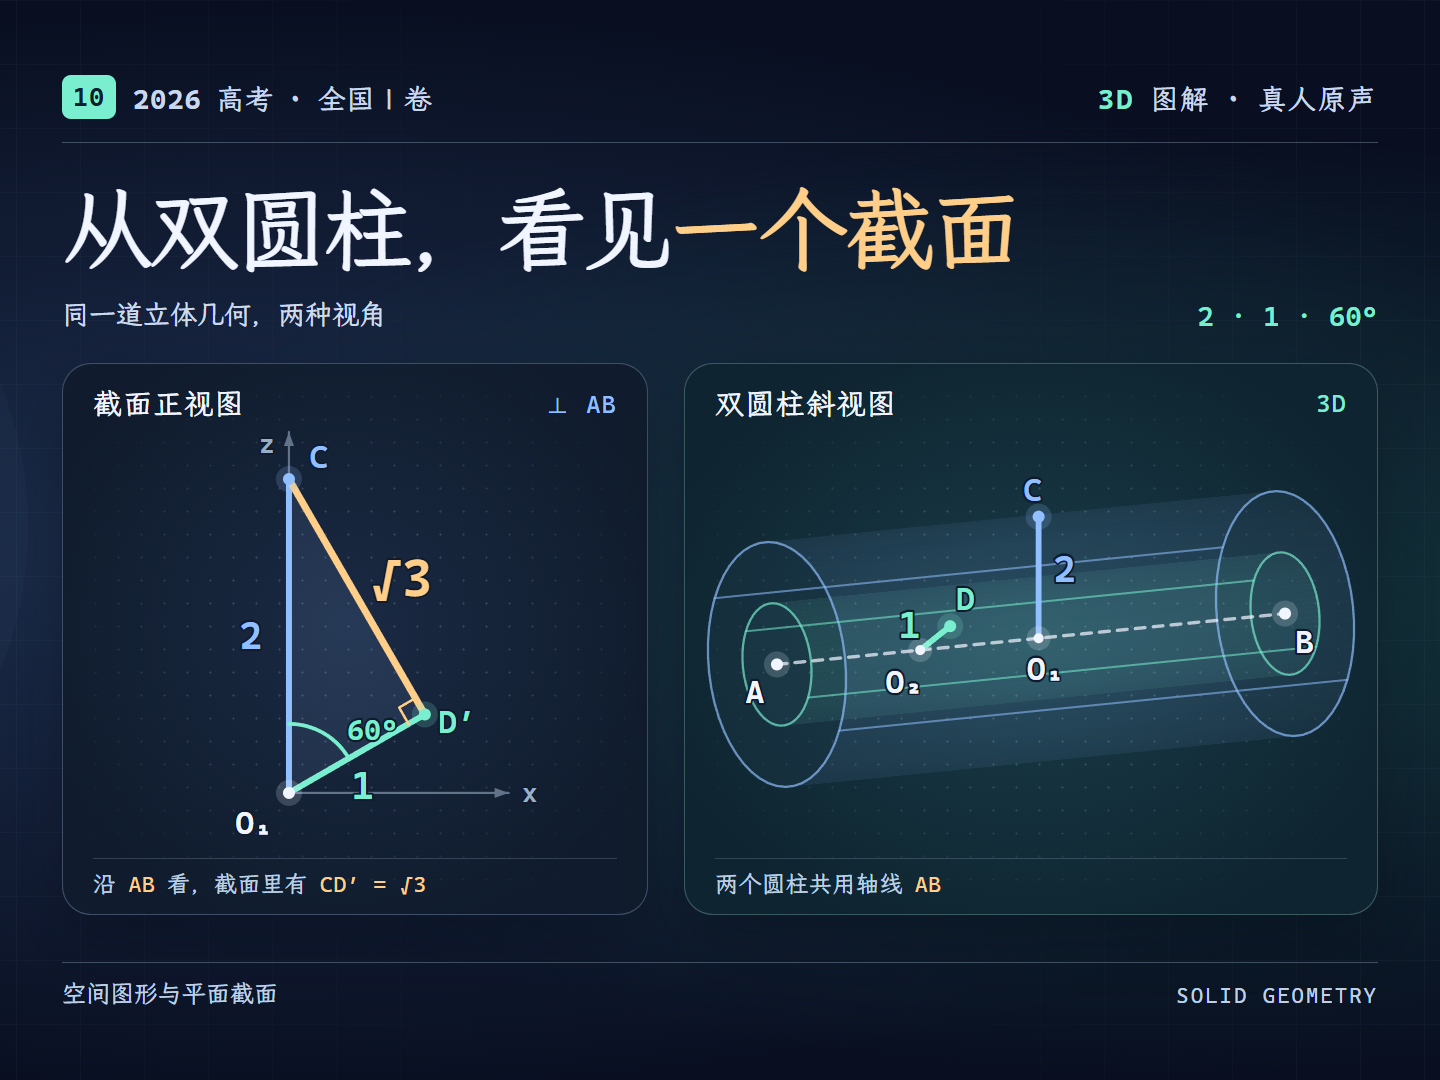 10 2026 高考 · 全国 I 卷
3D 图解 · 真人原声
从双圆柱，看见一个截面
同一道立体几何，两种视角
2 · 1 · 60°
截面正视图
⊥ AB
z
C
√3
2
60°
D′
1
x
O₁
沿 AB 看，截面里有 CD′ = √3
双圆柱斜视图
3D
C
2
D
1
B
O₁
O₂
A
两个圆柱共用轴线 AB
空间图形与平面截面
SOLID GEOMETRY